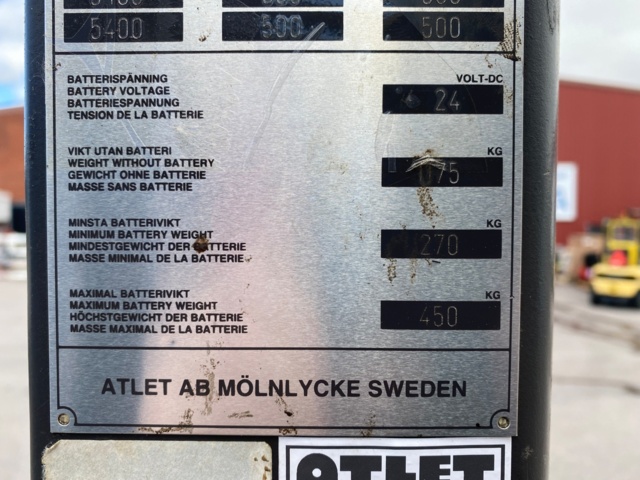 5400 500 500
BATTERISPÄNNING VOLT-DC
BATTERY VOLTAGE 24
BATTERIESPANNUNG
TENSION DE LA BATTERIE
VIKT UTAN BATTERI KG
WEIGHT WITHOUT BATTERY
GEWICHT OHNE BATTERIE
MASSE SANS BATTERIE
MINSTA BATTERIVIKT KG
MINIMUM BATTERY WEIGHT 270
MINDESTGEWICHT DER BATTERIE
MASSE MINIMAL DE LA BATTERIE
MAXIMAL BATTERIVIKT KG
MAXIMUM BATTERY WEIGHT 450
HÖCHSTGEWICHT DER BATTERIE
MASSE MAXIMAL DE LA BATTERIE
ATLET AB MÖLNLYCKE SWEDEN
ATLET